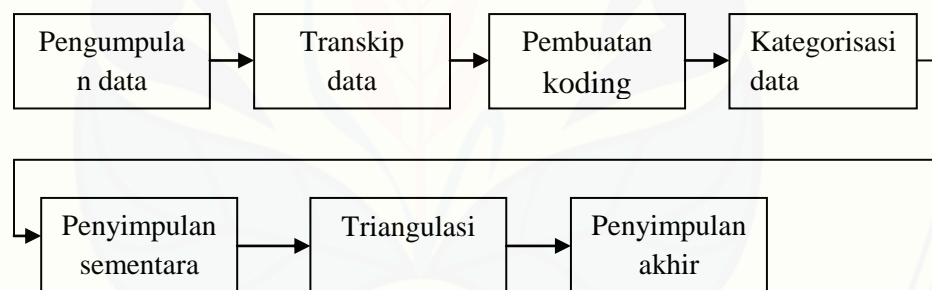 Pengumpula
n data
Transkip
data
Pembuatan
koding
Kategorisasi
data
Penyimpulan
sementara
Triangulasi
Penyimpulan
akhir